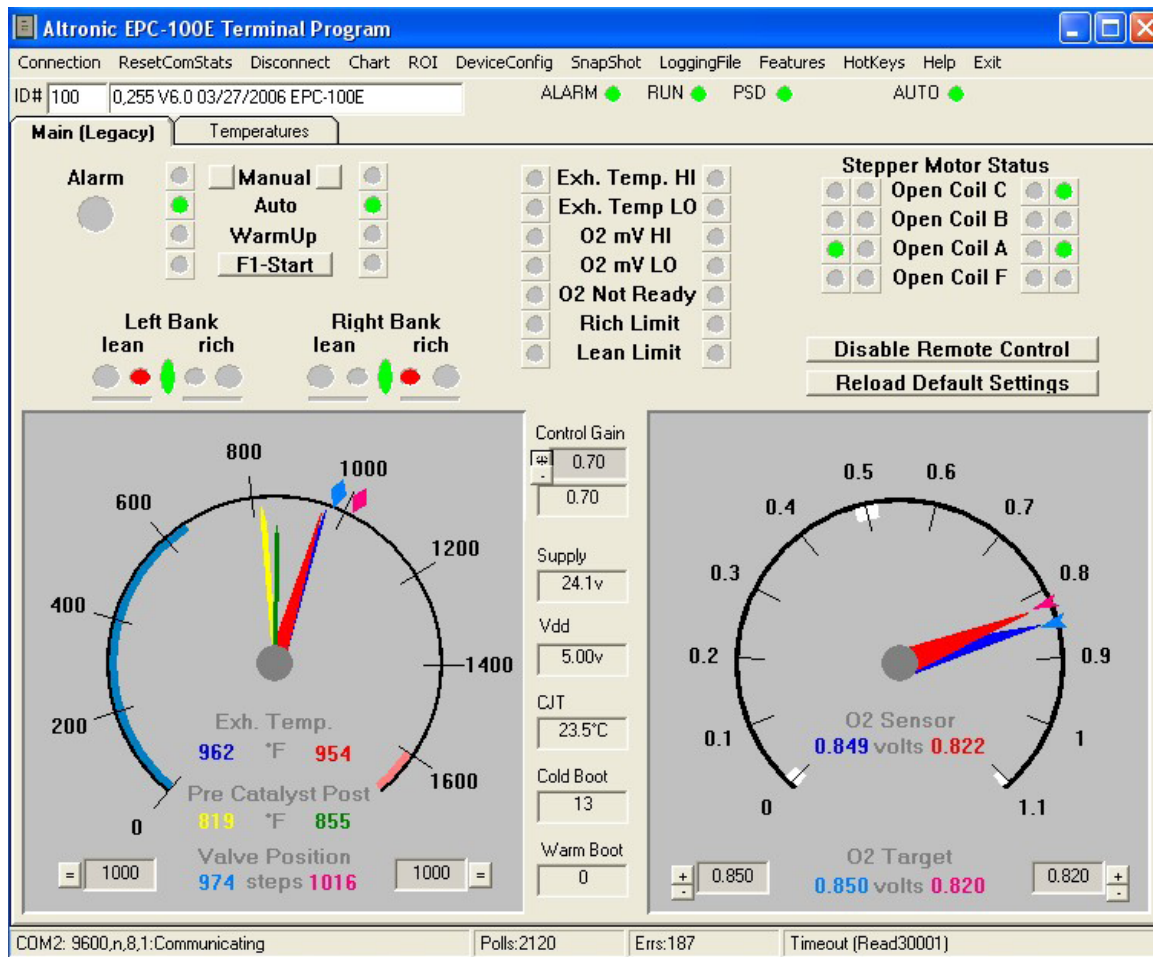 Altronic EPC-100E Terminal Program
Connection ResetComStats Disconnect Chart ROI DeviceConfig SnapShot LoggingFile Features HotKeys Help Exit
ID# 100 0,255 V6.0 03/27/2006 EPC-100E ALARM RUN PSD AUTO
Main (Legacy) Temperatures
Alarm
Manual
Auto
WarmUp
F1-Start
Exh. Temp. HI
Exh. Temp LO
O2 mV HI
O2 mV LO
O2 Not Ready
Rich Limit
Lean Limit
Stepper Motor Status
Open Coil C
Open Coil B
Open Coil A
Open Coil F
Left Bank
lean rich
Right Bank
lean rich
Disable Remote Control
Reload Default Settings
0
200
400
600
800
1000
1200
1400
1600
Exh. Temp.
962 °F 954
Pre Catalyst Post
819 °F 855
Valve Position
974 steps 1016
= 1000
1000 =
Control Gain
0.70
-
0.70
Supply
24.1v
Vdd
5.00v
CJT
23.5°C
Cold Boot
13
Warm Boot
0
0
0.1
0.2
0.3
0.4
0.5
0.6
0.7
0.8
0.9
1
1.1
O2 Sensor
0.849 volts 0.822
O2 Target
0.850 volts 0.820
+
-
0.850
0.820
+
-
COM2: 9600,n,8,1:Communicating Polls:2120 Errs:187 Timeout (Read30001)